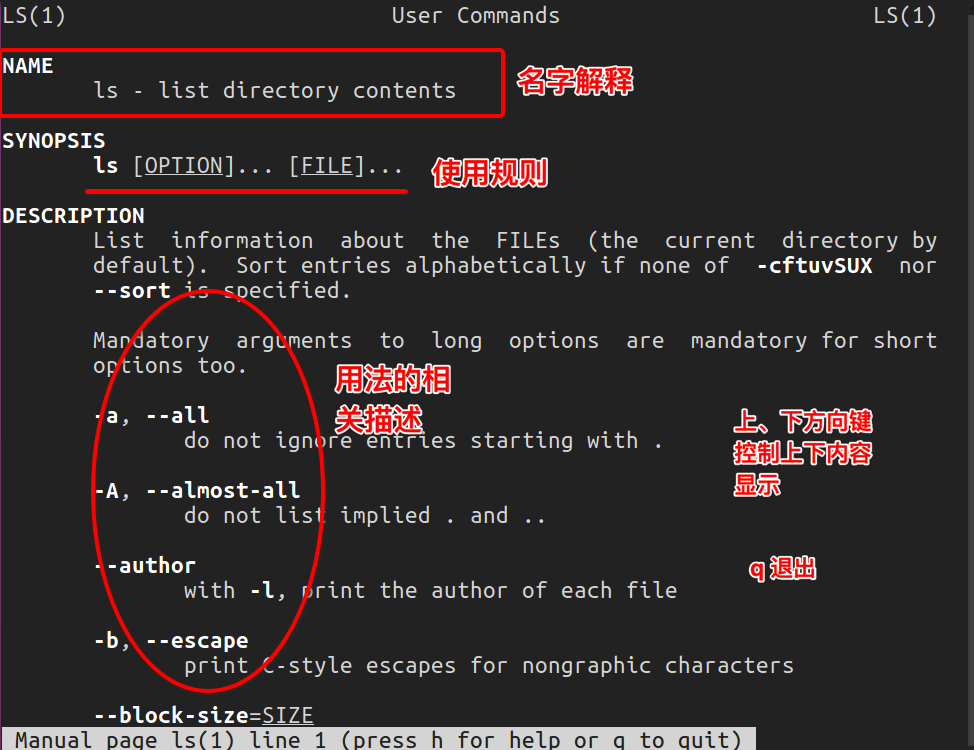 LS(1) User Commands LS(1)
NAME
ls - list directory contents
名字解释
SYNOPSIS
ls [OPTION]... [FILE]...
使用规则
DESCRIPTION
List information about the FILEs (the current directory by
default). Sort entries alphabetically if none of -cftuvSUX nor
--sort is specified.
Mandatory arguments to long options are mandatory for short
options too.
用法的相
关描述
-a, --all
do not ignore entries starting with .
上、下方向键
控制上下内容
显示
-A, --almost-all
do not list implied . and ..
--author
with -l, print the author of each file
q 退出
-b, --escape
print C-style escapes for nongraphic characters
--block-size=SIZE
Manual page ls(1) line 1 (press h for help or q to quit)